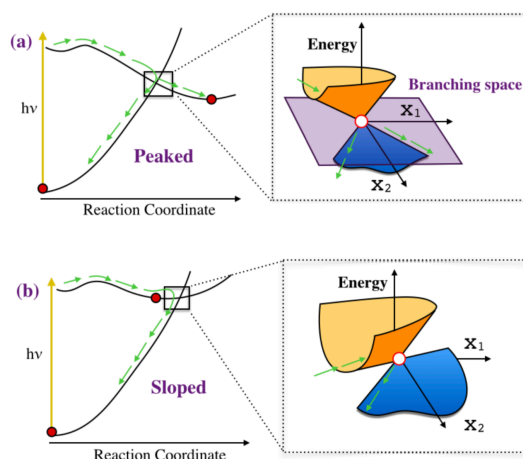 (a)
hν
Peaked
Reaction Coordinate
Energy
Branching space
X₁
X₂
(b)
hν
Sloped
Reaction Coordinate
Energy
X₁
X₂